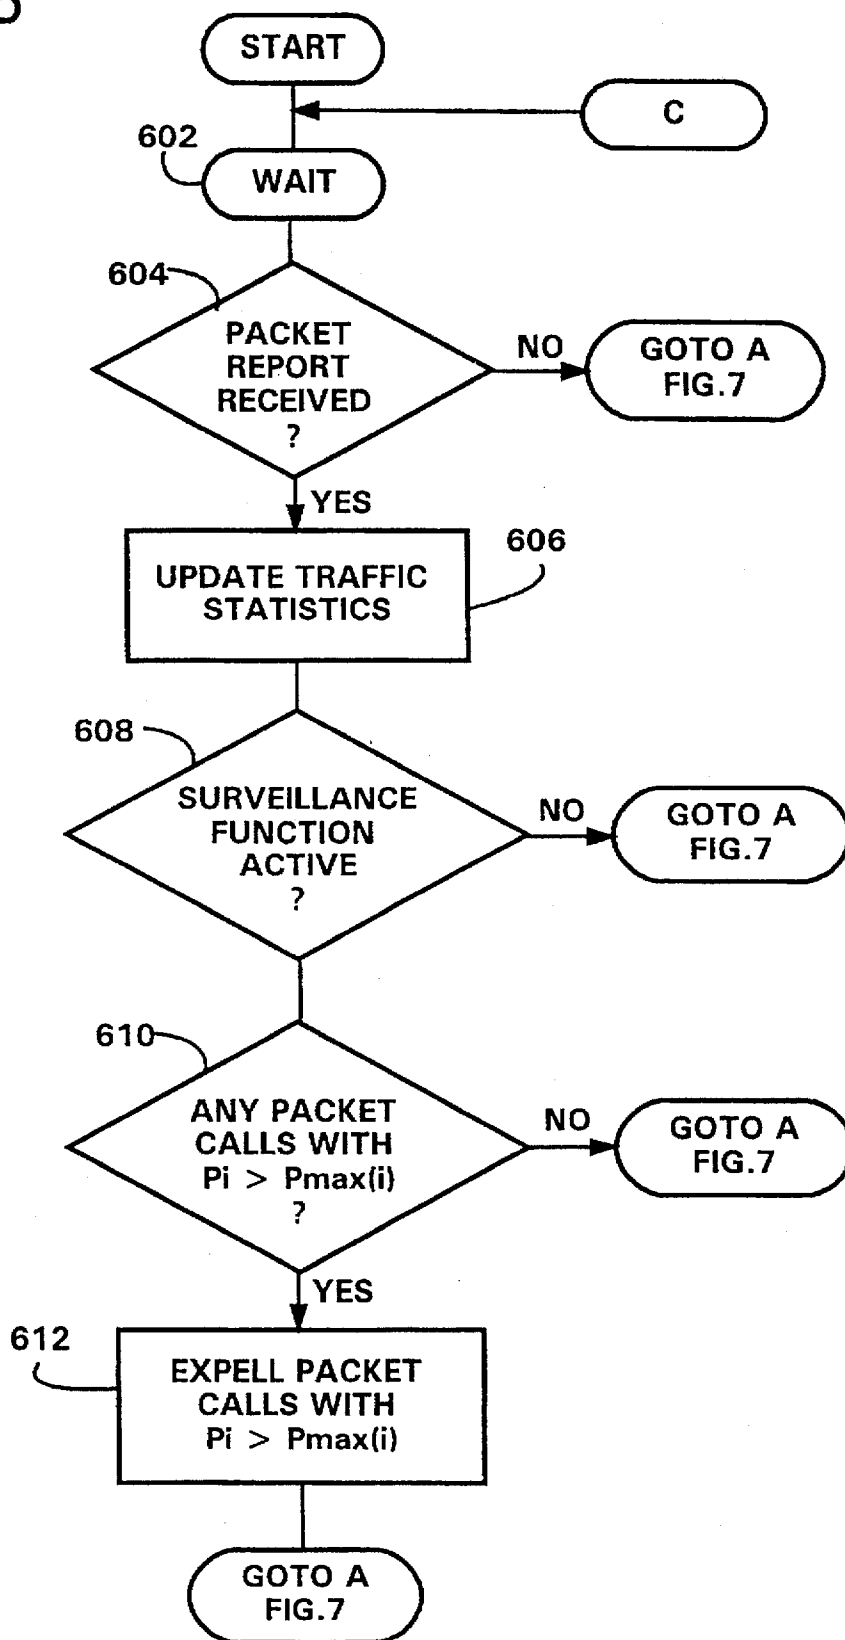 START
C
602
WAIT
604
PACKET
REPORT
RECEIVED
?
NO
GOTO A
FIG.7
YES
606
UPDATE TRAFFIC
STATISTICS
608
SURVEILLANCE
FUNCTION
ACTIVE
?
NO
GOTO A
FIG.7
610
ANY PACKET
CALLS WITH
Pi > Pmax(i)
?
NO
GOTO A
FIG.7
YES
612
EXPELL PACKET
CALLS WITH
Pi > Pmax(i)
GOTO A
FIG.7